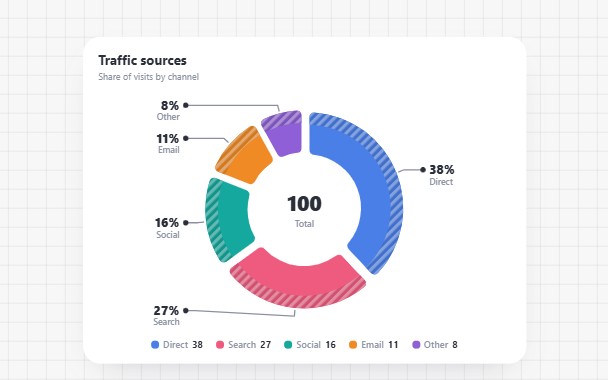 Traffic sources
Share of visits by channel
8%
Other
11%
Email
38%
Direct
16%
Social
100
Total
27%
Search
Direct 38 Search 27 Social 16 Email 11 Other 8